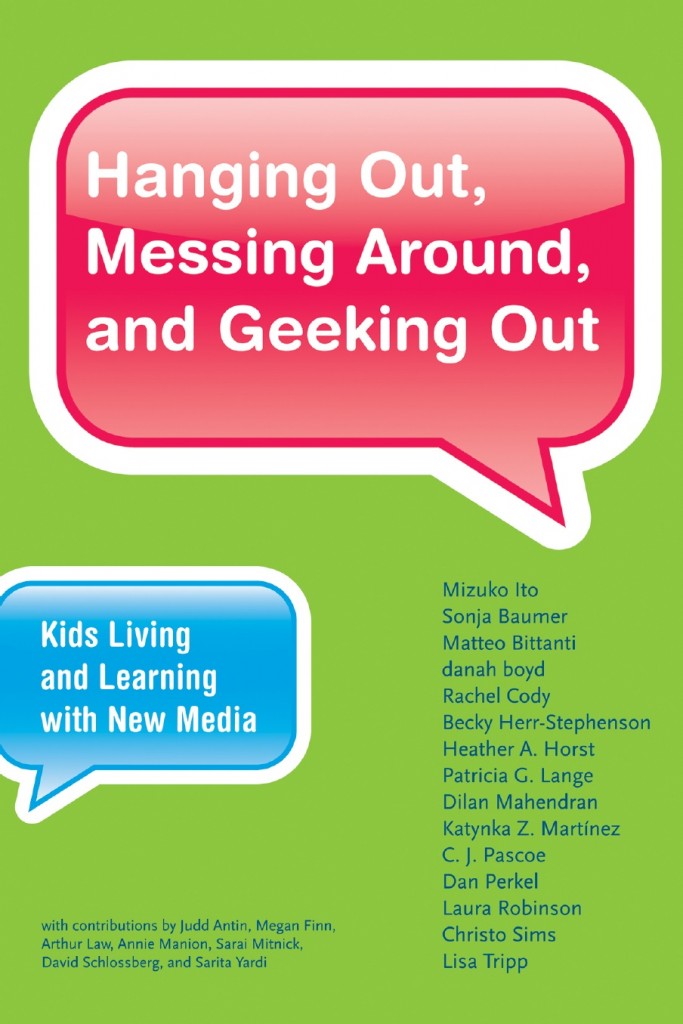 Hanging Out,
Messing Around,
and Geeking Out
Kids Living
and Learning
with New Media
Mizuko Ito
Sonja Baumer
Matteo Bittanti
danah boyd
Rachel Cody
Becky Herr-Stephenson
Heather A. Horst
Patricia G. Lange
Dilan Mahendran
Katynka Z. Martínez
C. J. Pascoe
Dan Perkel
Laura Robinson
Christo Sims
Lisa Tripp
with contributions by Judd Antin, Megan Finn,
Arthur Law, Annie Manion, Sarai Mitnick,
David Schlossberg, and Sarita Yardi